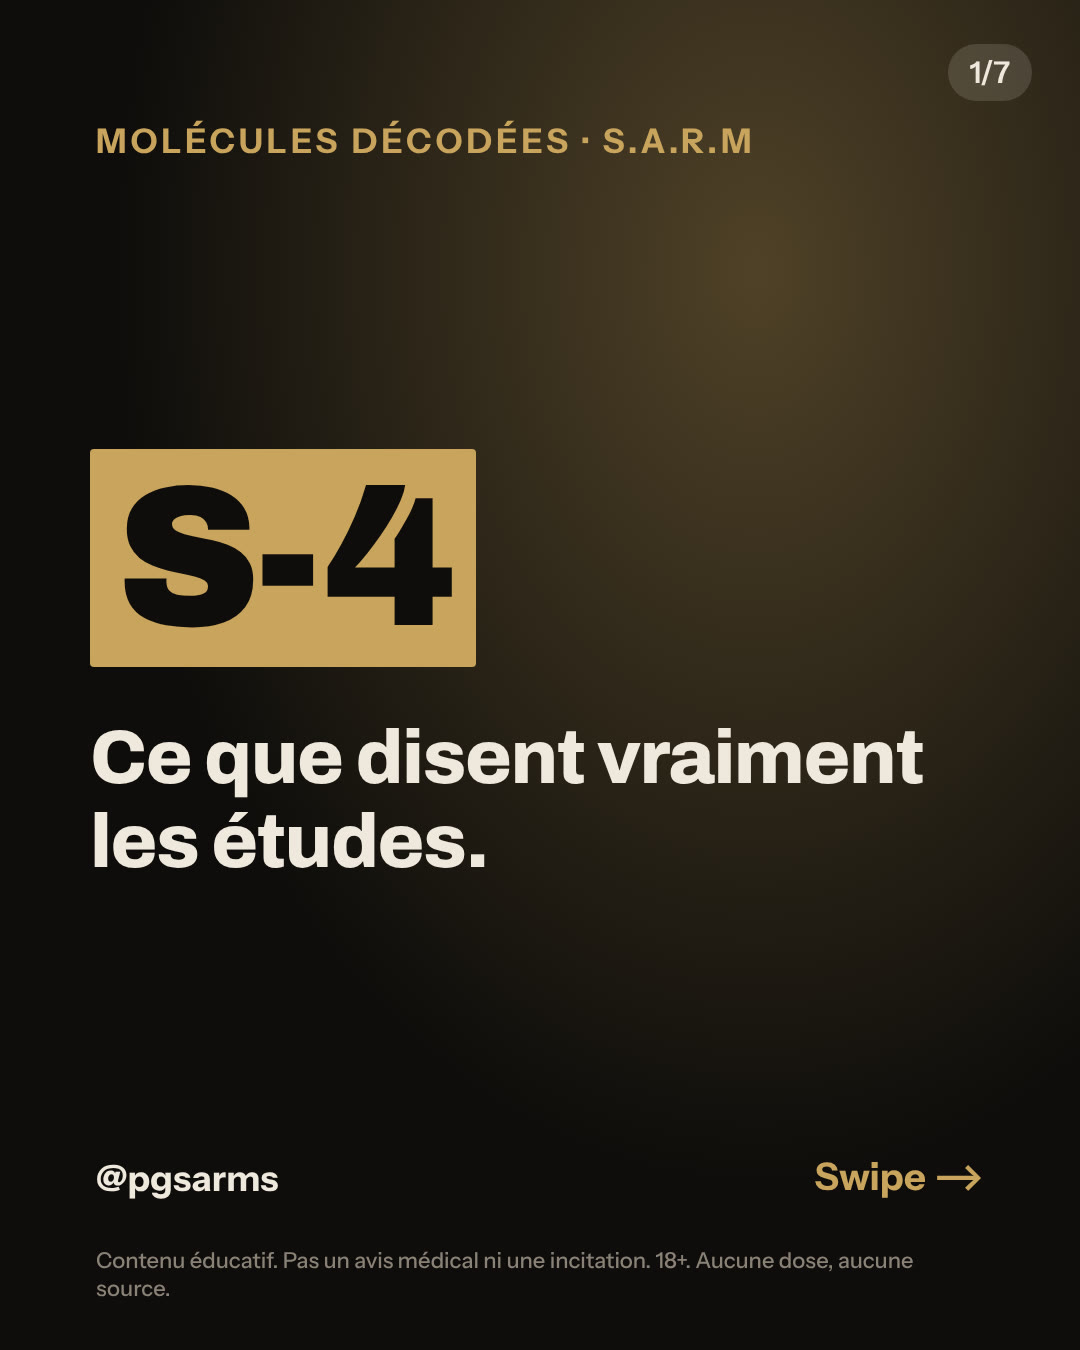 1/7
MOLÉCULES DÉCODÉES · S.A.R.M
S-4
Ce que disent vraiment
les études.
@pgsarms
Swipe →
Contenu éducatif. Pas un avis médical ni une incitation. 18+. Aucune dose, aucune
source.